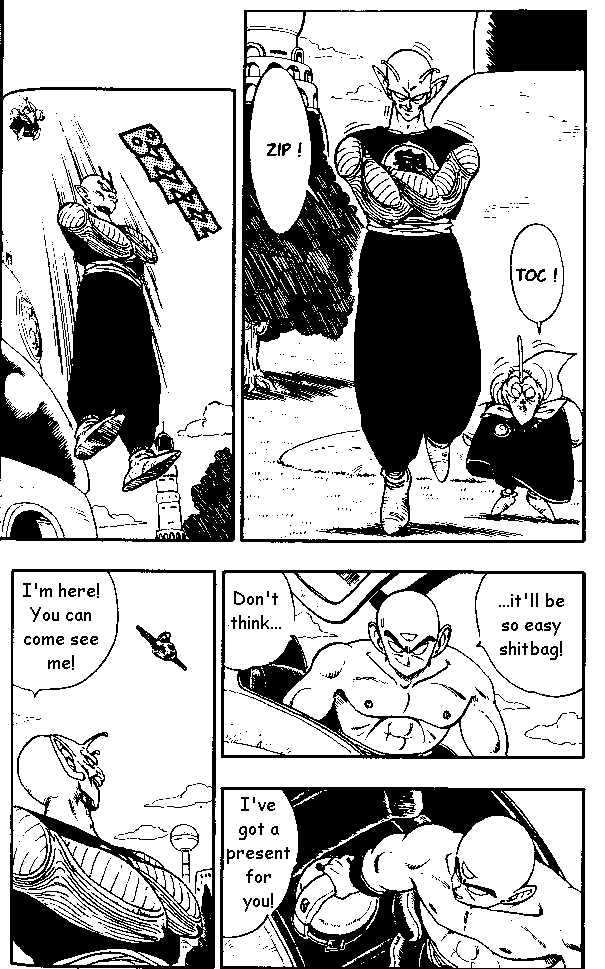 ZIP !
TOC !
I'm here!
You can
come see
me!
Don't
think...
...it'll be
so easy
shitbag!
I've
got a
present
for
you!